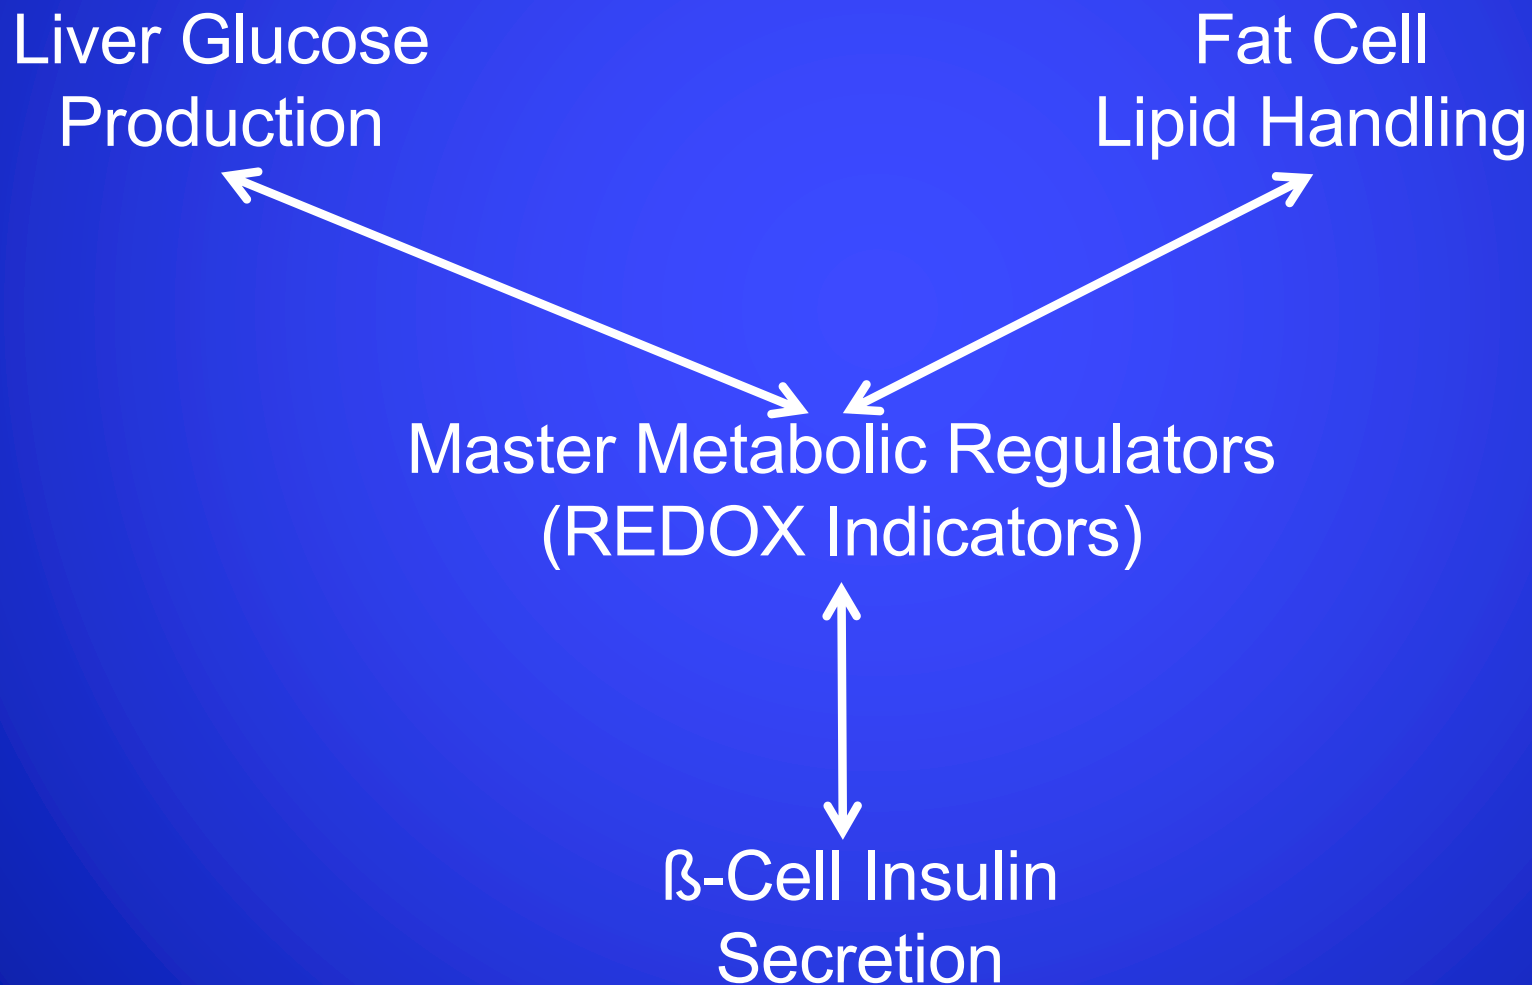 Liver Glucose
Production
Fat Cell
Lipid Handling
Master Metabolic Regulators
(REDOX Indicators)
ß-Cell Insulin
Secretion